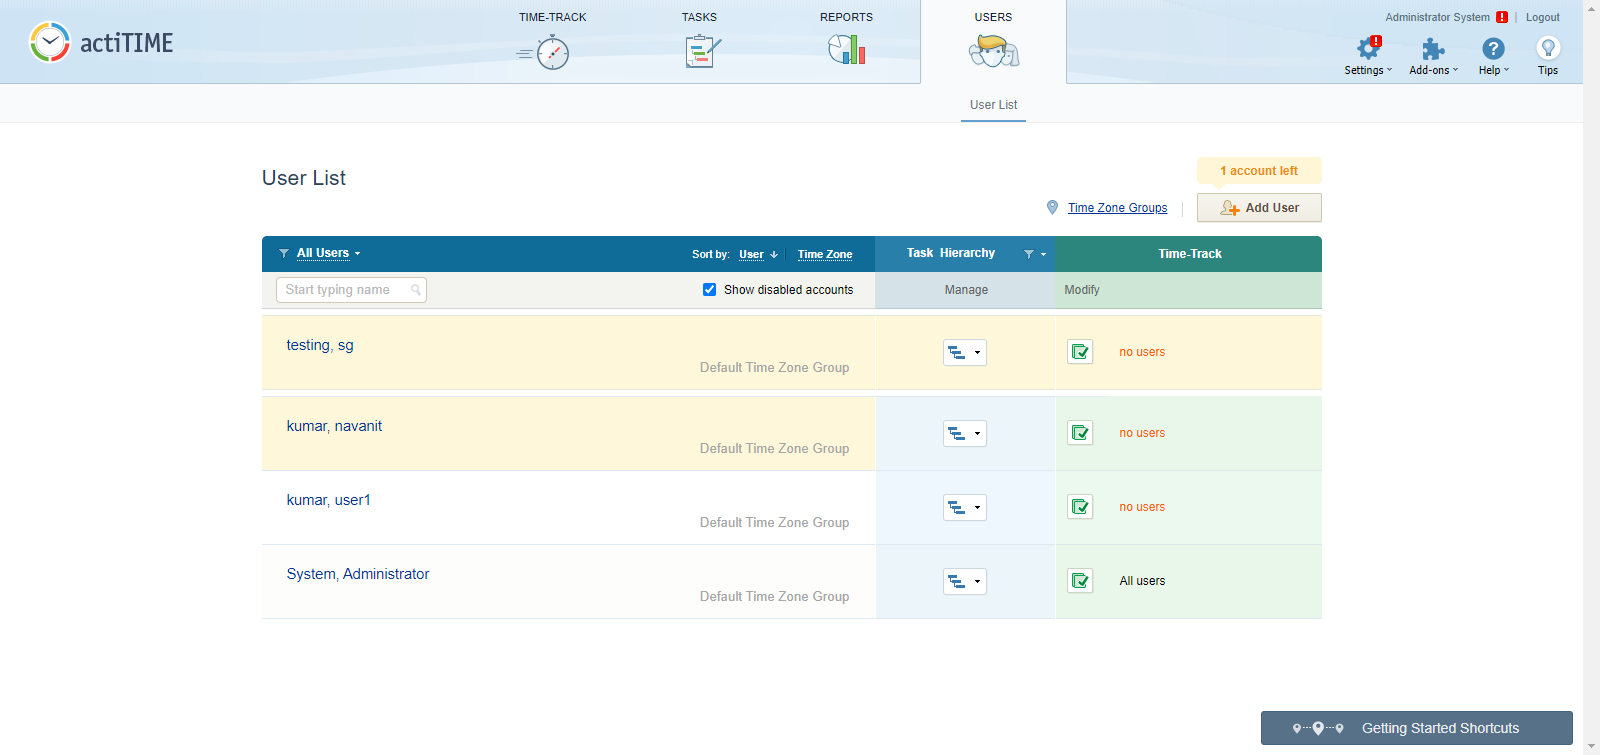 actiTIME
TIME-TRACK
TASKS
REPORTS
USERS
Administrator System ! | Logout
Settings
Add-ons
Help
Tips
User List
User List
1 account left
Time Zone Groups
Add User
All Users
Sort by: User Time Zone
Task Hierarchy
Time-Track
Start typing name
Show disabled accounts
Manage
Modify
testing, sg
Default Time Zone Group
no users
kumar, navanit
Default Time Zone Group
no users
kumar, user1
Default Time Zone Group
no users
System, Administrator
Default Time Zone Group
All users
Getting Started Shortcuts